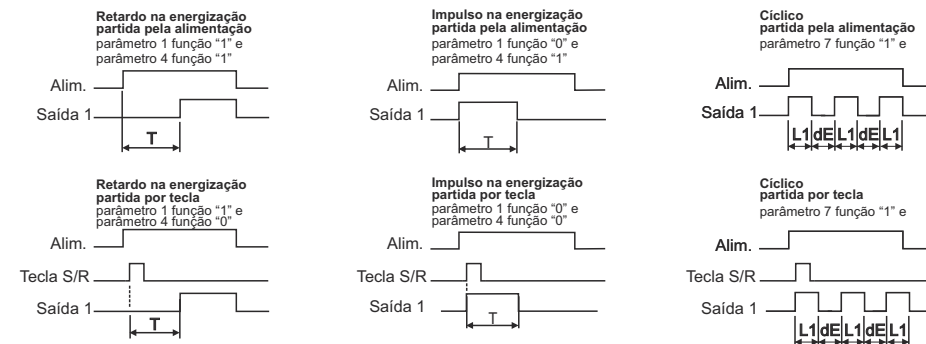 Retardo na energização
partida pela alimentação
parâmetro 1 função “1” e
parâmetro 4 função “1”
Alim.
Saída 1
T
Impulso na energização
partida pela alimentação
parâmetro 1 função “0” e
parâmetro 4 função “1”
Alim.
Saída 1
T
Cíclico
partida pela alimentação
parâmetro 7 função “1” e
Alim.
Saída 1
L1 dE L1 dE L1
Retardo na energização
partida por tecla
parâmetro 1 função “1” e
parâmetro 4 função “0”
Alim.
Tecla S/R
Saída 1
T
Impulso na energização
partida por tecla
parâmetro 1 função “0” e
parâmetro 4 função “0”
Alim.
Tecla S/R
Saída 1
T
Cíclico
partida por tecla
parâmetro 7 função “1” e
Alim.
Tecla S/R
Saída 1
L1 dE L1 dE L1